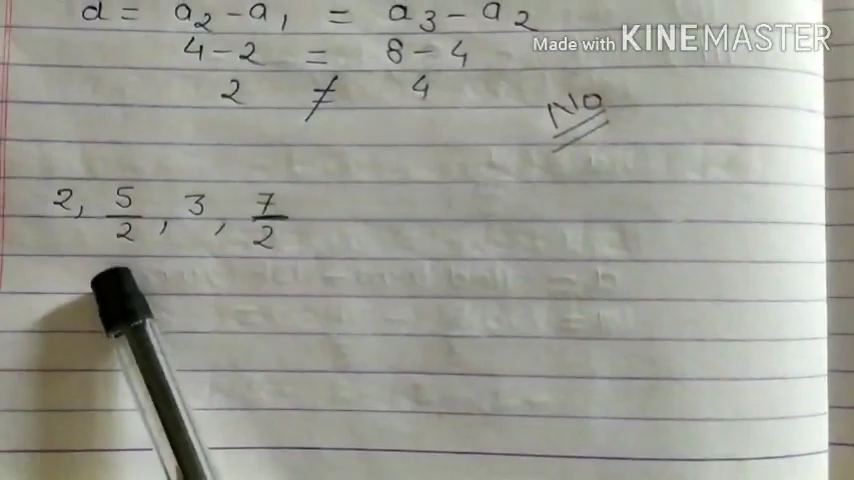 d = a₂ - a₁ = a₃ - a₂
Made with KINEMASTER
4 - 2 = 8 - 4
2 ≠ 4
No
2, 5/2, 3, 7/2